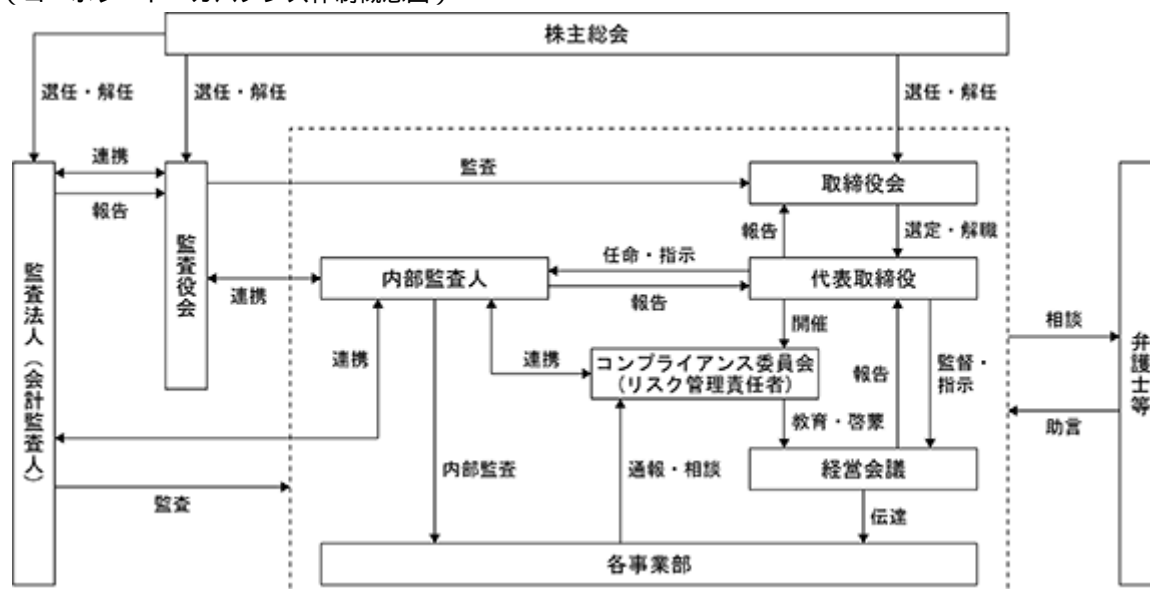 株主総会
選任・解任
選任・解任
選任・解任
連携
報告
監査
取締役会
報告
選定・解職
監査役会
連携
内部監査人
任命・指示
報告
代表取締役
監査法人（会計監査人）
開催
連携
連携
コンプライアンス委員会
(リスク管理責任者)
報告
監督・
指示
相談
弁護士等
助言
教育・啓蒙
内部監査
通報・相談
経営会議
監査
伝達
各事業部